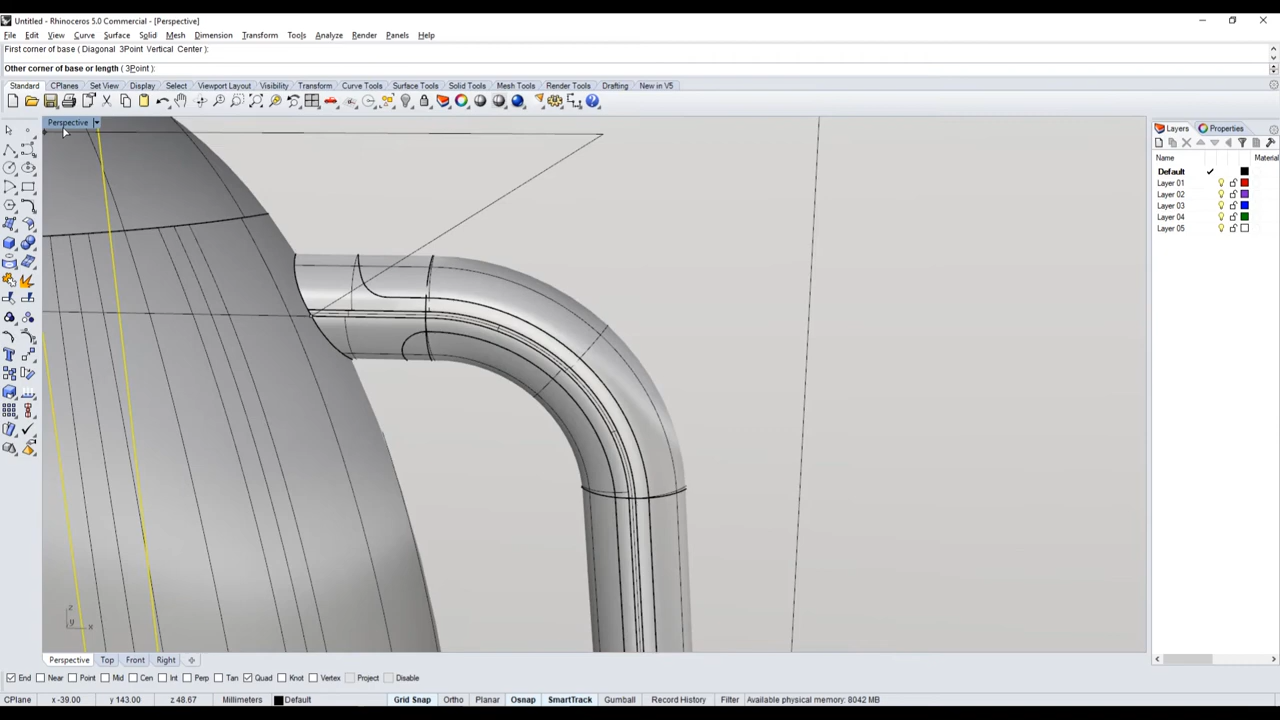 Untitled - Rhinoceros 5.0 Commercial - [Perspective]
File Edit View Curve Surface Solid Mesh Dimension Transform Tools Analyze Render Panels Help
First corner of base ( Diagonal 3Point Vertical Center ):
Other corner of base or length ( 3Point ):
Standard CPlanes Set View Display Select Viewport Layout Visibility Transform Curve Tools Surface Tools Solid Tools Mesh Tools Render Tools Drafting New in V5
Perspective
Layers Properties
Name Material
Default
Layer 01
Layer 02
Layer 03
Layer 04
Layer 05
z
y x
Perspective Top Front Right
End Near Point Mid Cen Int Perp Tan Quad Knot Vertex Project Disable
CPlane x -39.00 y 143.00 z 48.67 Millimeters Default Grid Snap Ortho Planar Osnap SmartTrack Gumball Record History Filter Available physical memory: 8042 MB